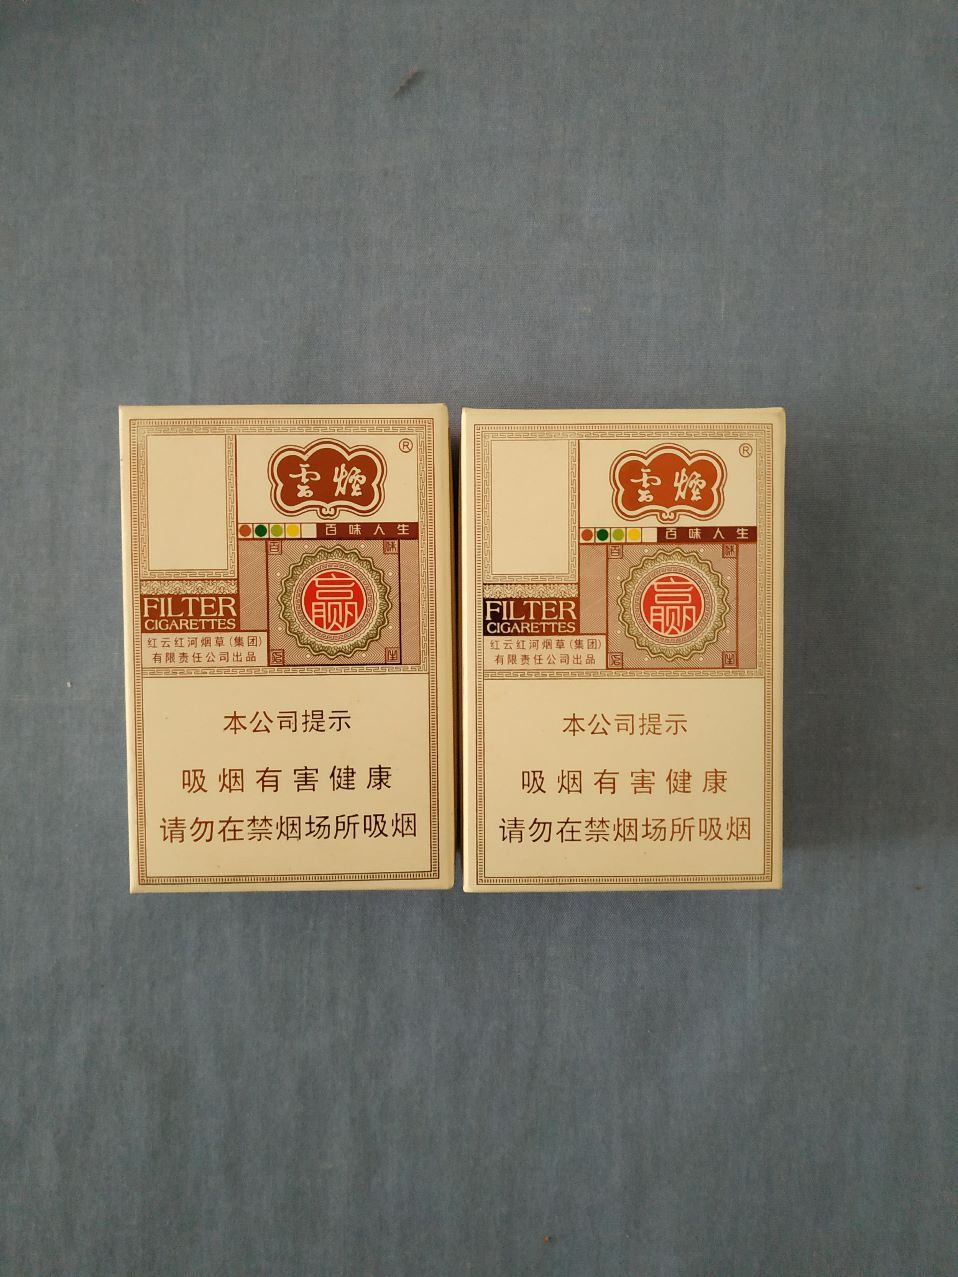 雲煙 ®
百味人生
百 味
赢
FILTER
CIGARETTES
红云红河烟草(集团)
有限责任公司出品
本公司提示
吸烟有害健康
请勿在禁烟场所吸烟
雲煙 ®
百味人生
百 味
赢
FILTER
CIGARETTES
红云红河烟草(集团)
有限责任公司出品
本公司提示
吸烟有害健康
请勿在禁烟场所吸烟